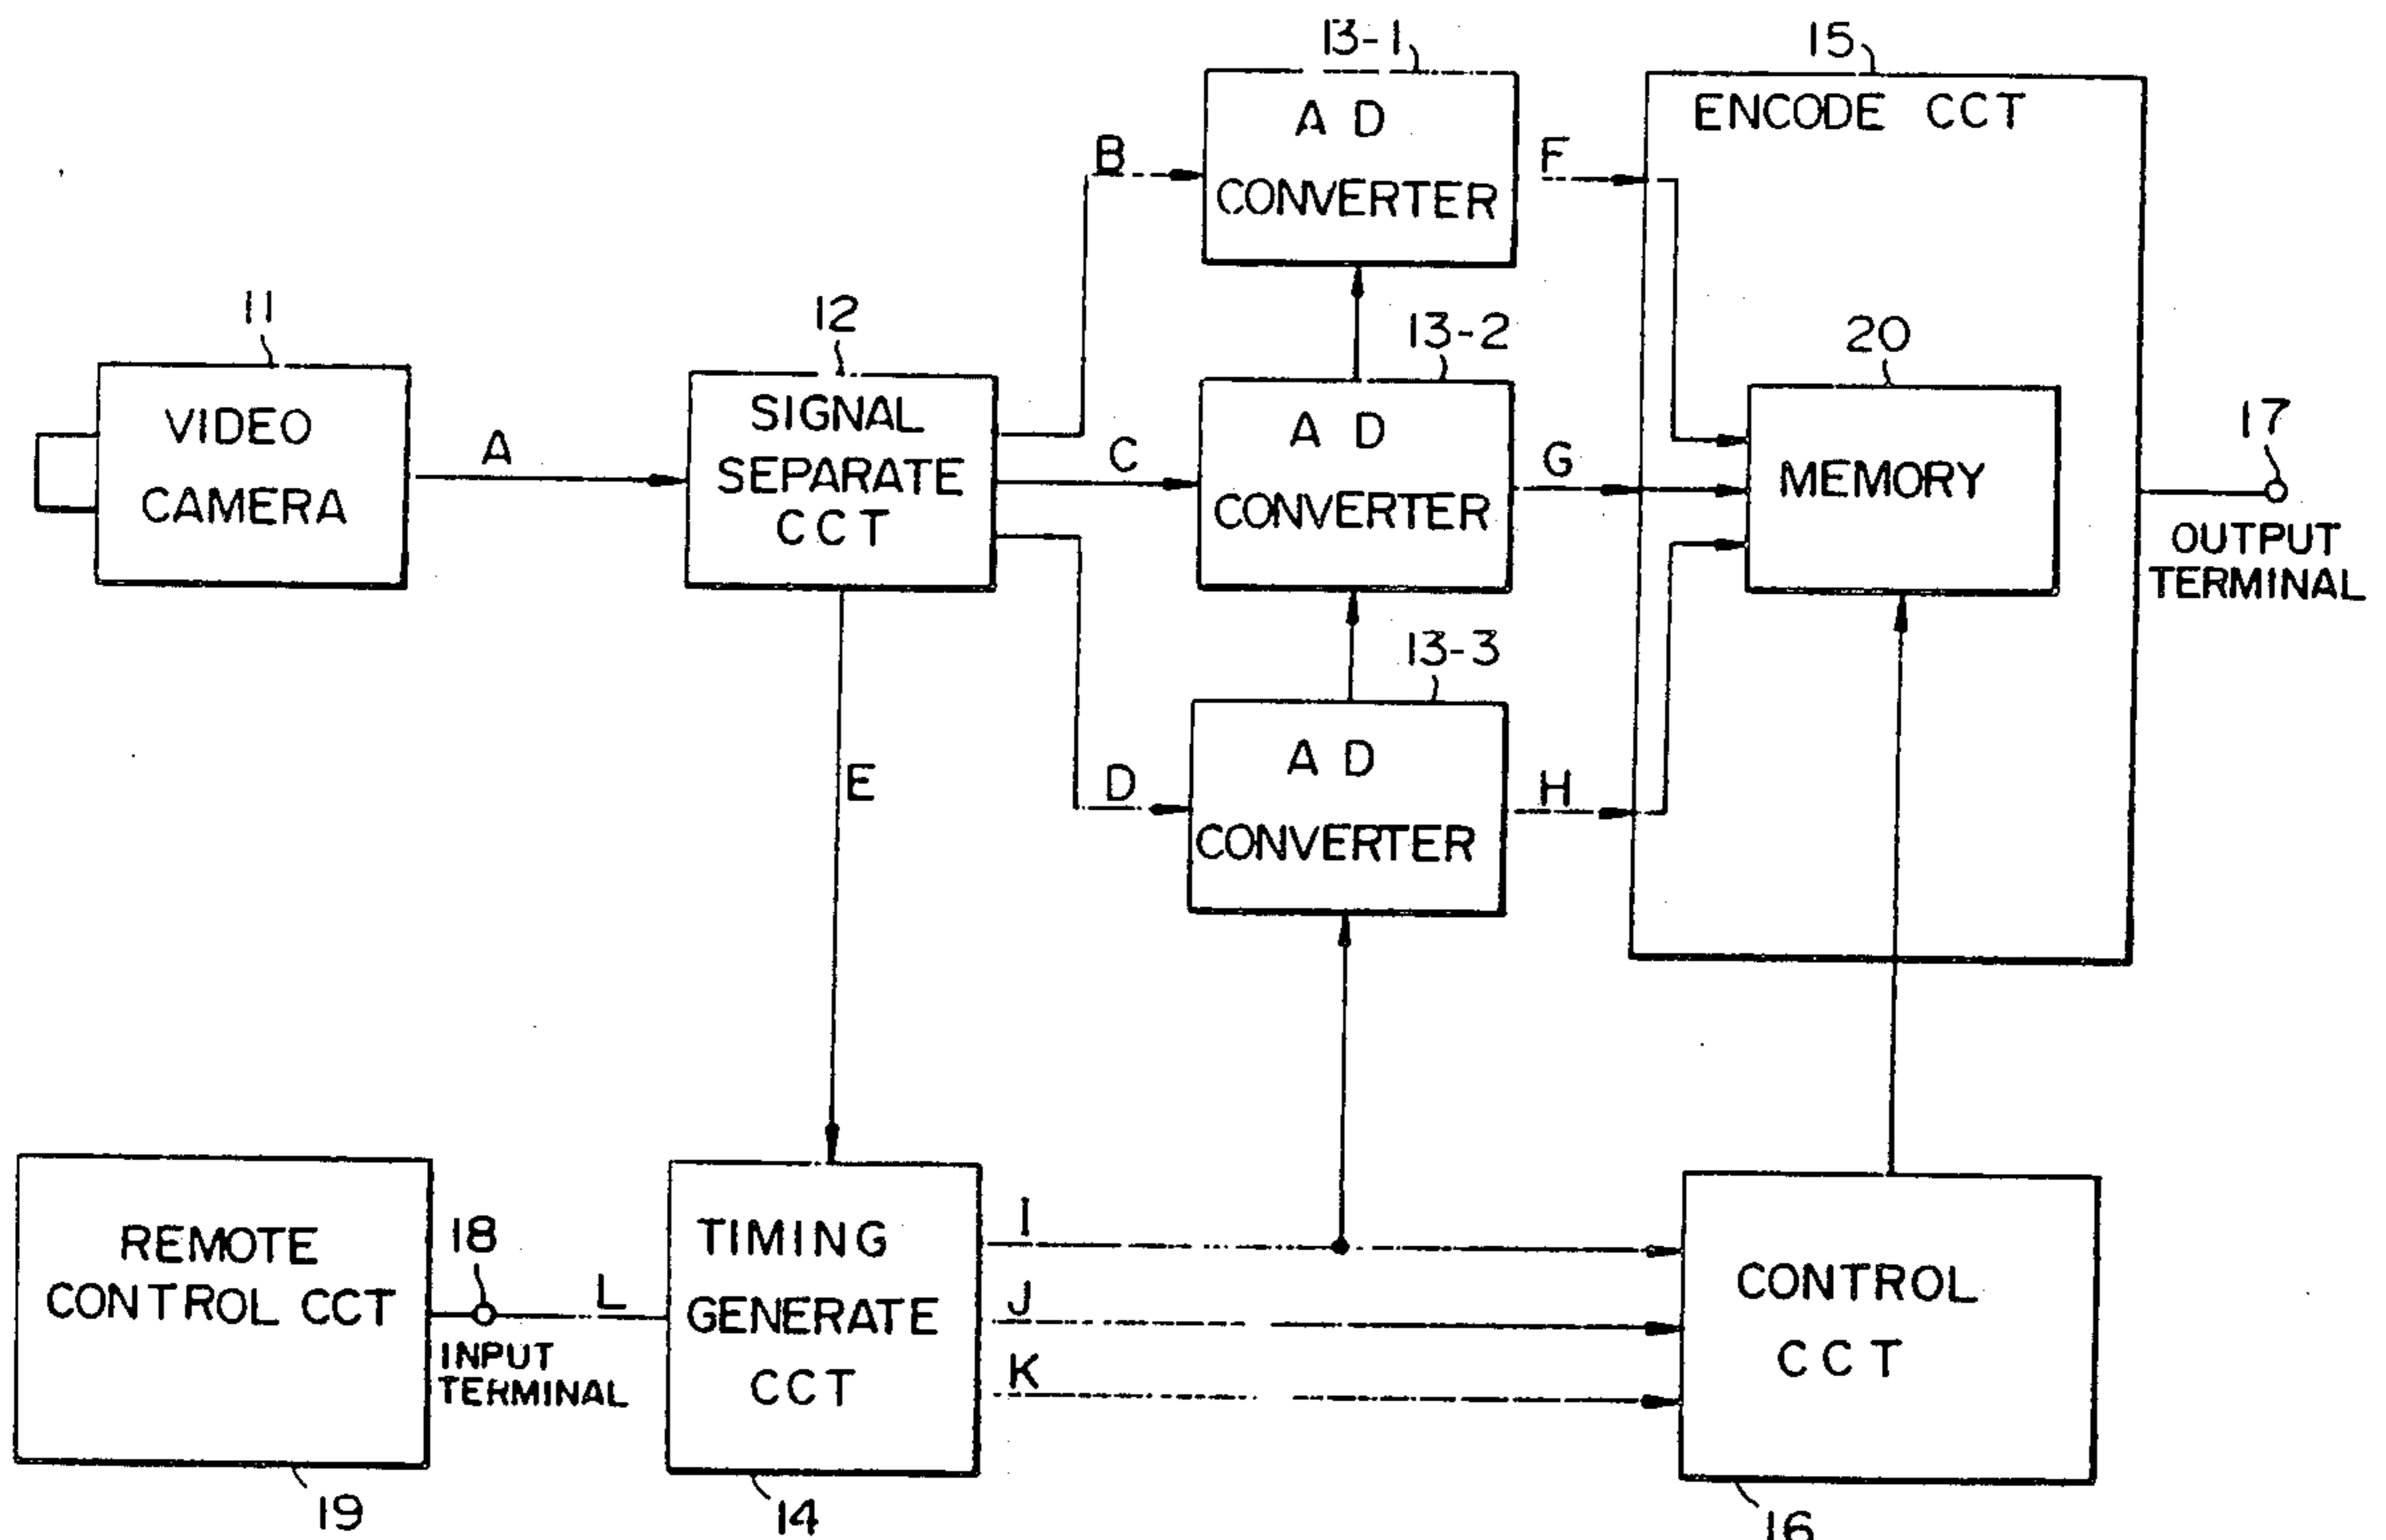 13-1
15
A D
CONVERTER
ENCODE CCT
B
F
11
12
13-2
20
VIDEO
CAMERA
A
SIGNAL
SEPARATE
CCT
C
A D
CONVERTER
G
MEMORY
17
OUTPUT
TERMINAL
13-3
E
D
A D
CONVERTER
H
REMOTE
CONTROL CCT
18
INPUT
TERMINAL
L
TIMING
GENERATE
CCT
I
J
K
CONTROL
CCT
19
14
16